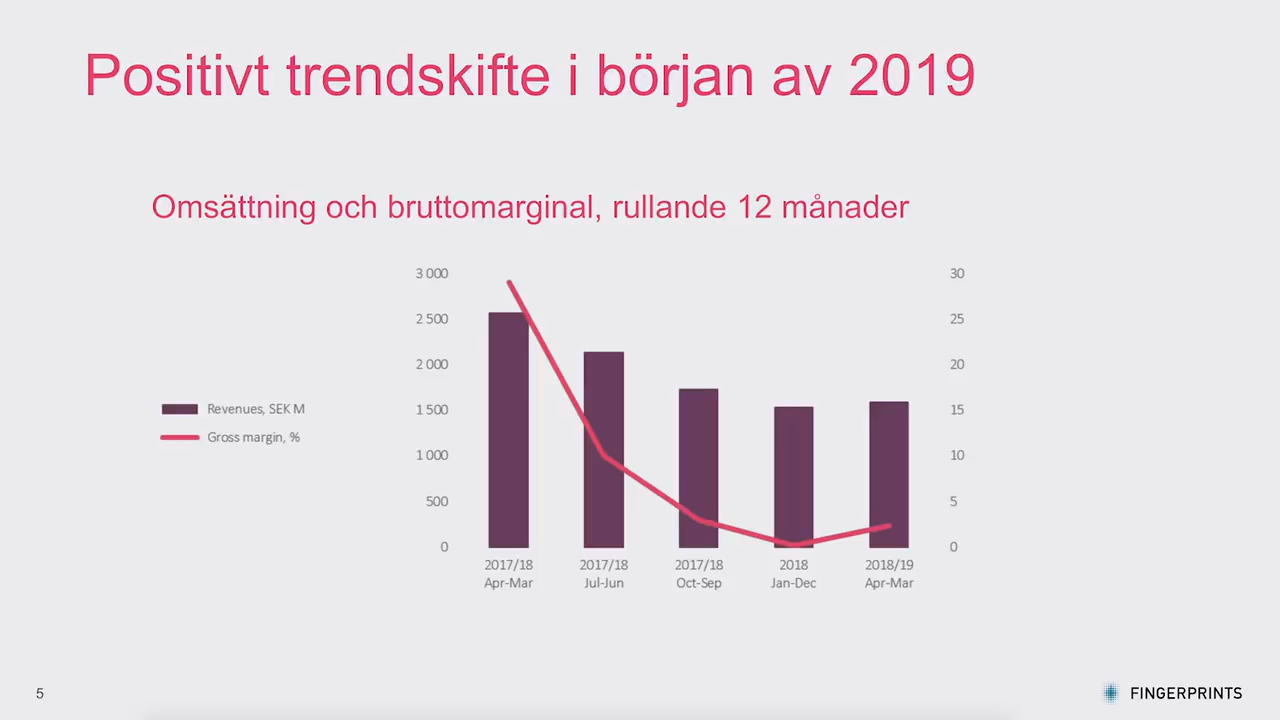 Positivt trendskifte i början av 2019
Omsättning och bruttomarginal, rullande 12 månader
3 000
2 500
2 000
1 500
1 000
500
0
30
25
20
15
10
5
0
Revenues, SEK M
Gross margin, %
2017/18 2017/18 2017/18 2018 2018/19
Apr-Mar Jul-Jun Oct-Sep Jan-Dec Apr-Mar
5
FINGERPRINTS